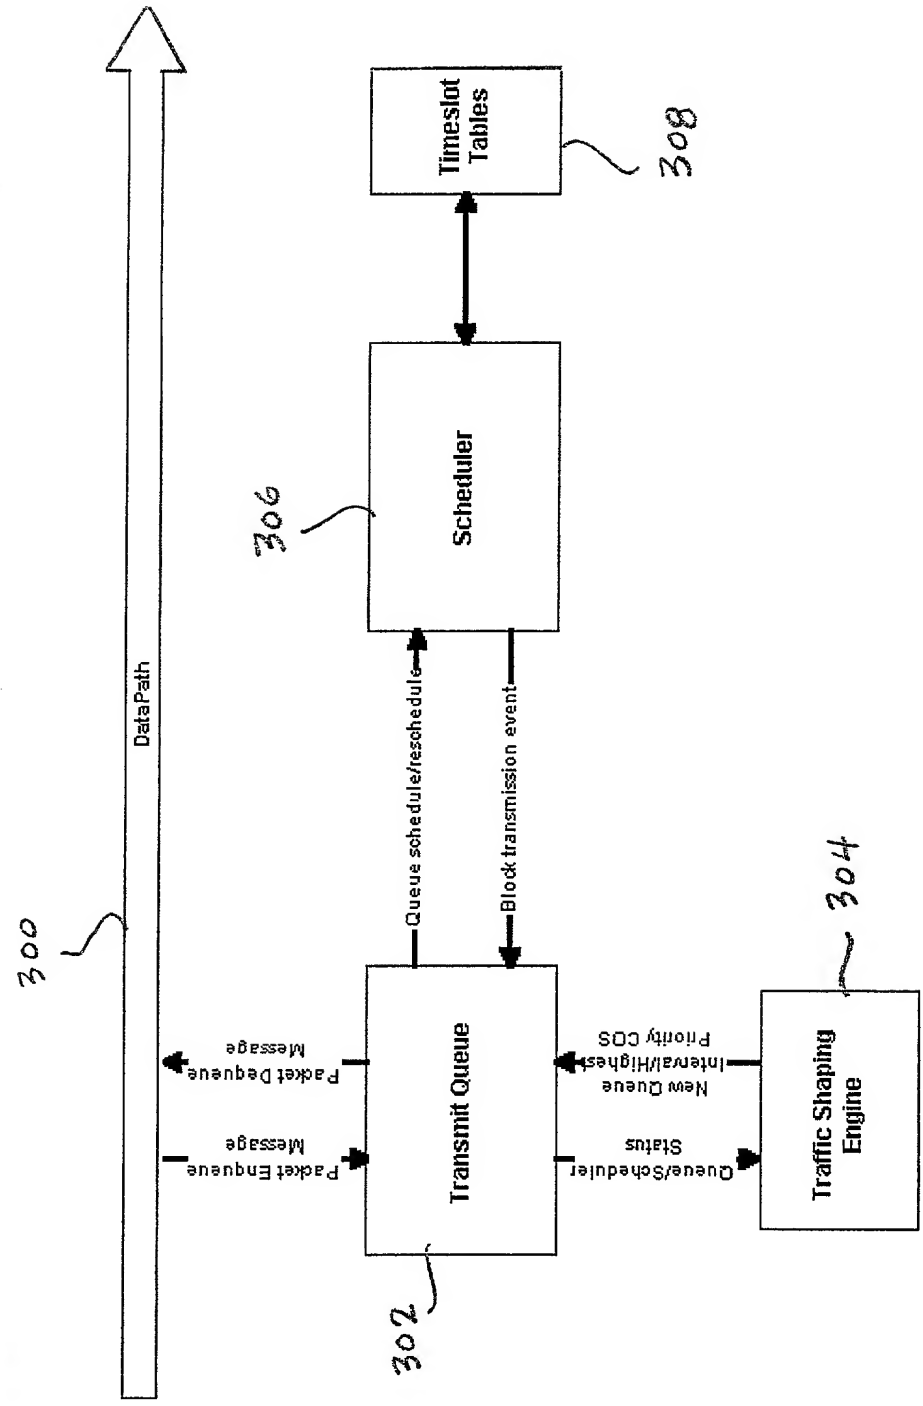 300
DataPath
Packet Enqueue
Message
Packet Dequeue
Message
302
Transmit Queue
Queue schedule/reschedule
Block transmission event
306
Scheduler
Timeslot
Tables
308
Queue/Scheduler
Status
New Queue
Interval/Highest
Priority COS
Traffic Shaping
Engine
304